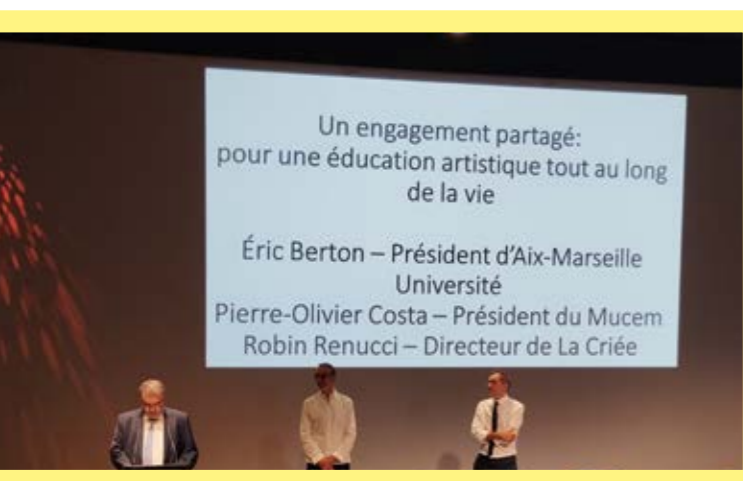 Un engagement partagé:
pour une éducation artistique tout au long
de la vie
Éric Berton – Président d'Aix-Marseille
Université
Pierre-Olivier Costa – Président du Mucem
Robin Renucci – Directeur de La Criée